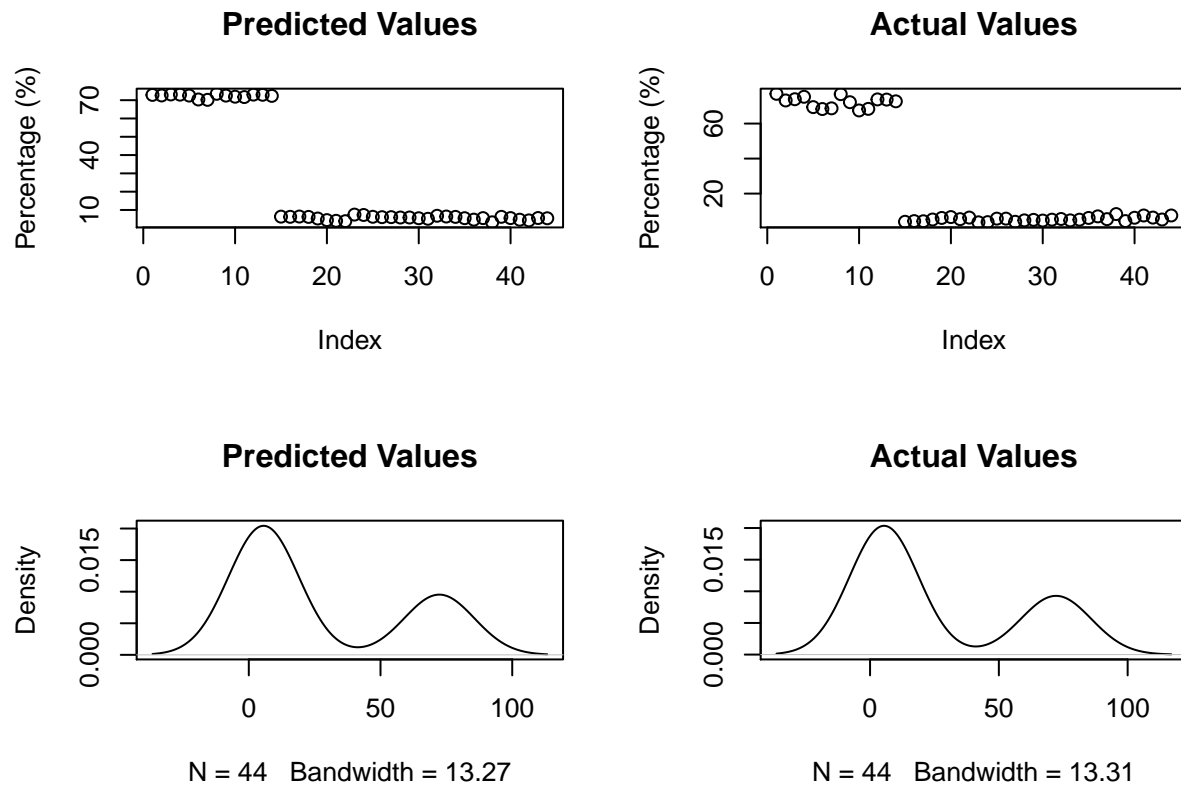 Predicted Values
Percentage (%)
70
40
10
0 10 20 30 40
Index
Actual Values
Percentage (%)
60
20
0 10 20 30 40
Index
Predicted Values
Density
0.015
0.000
0 50 100
N = 44 Bandwidth = 13.27
Actual Values
Density
0.015
0.000
0 50 100
N = 44 Bandwidth = 13.31